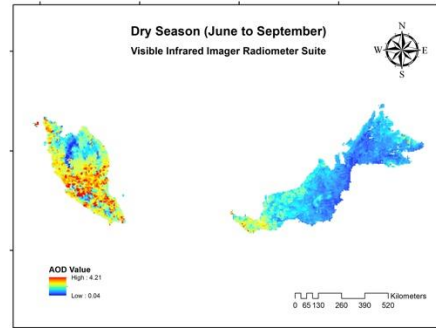 Dry Season (June to September)
Visible Infrared Imager Radiometer Suite
N
W E
S
AOD Value
High : 4.21
Low : 0.04
Kilometers
0 65 130 260 390 520